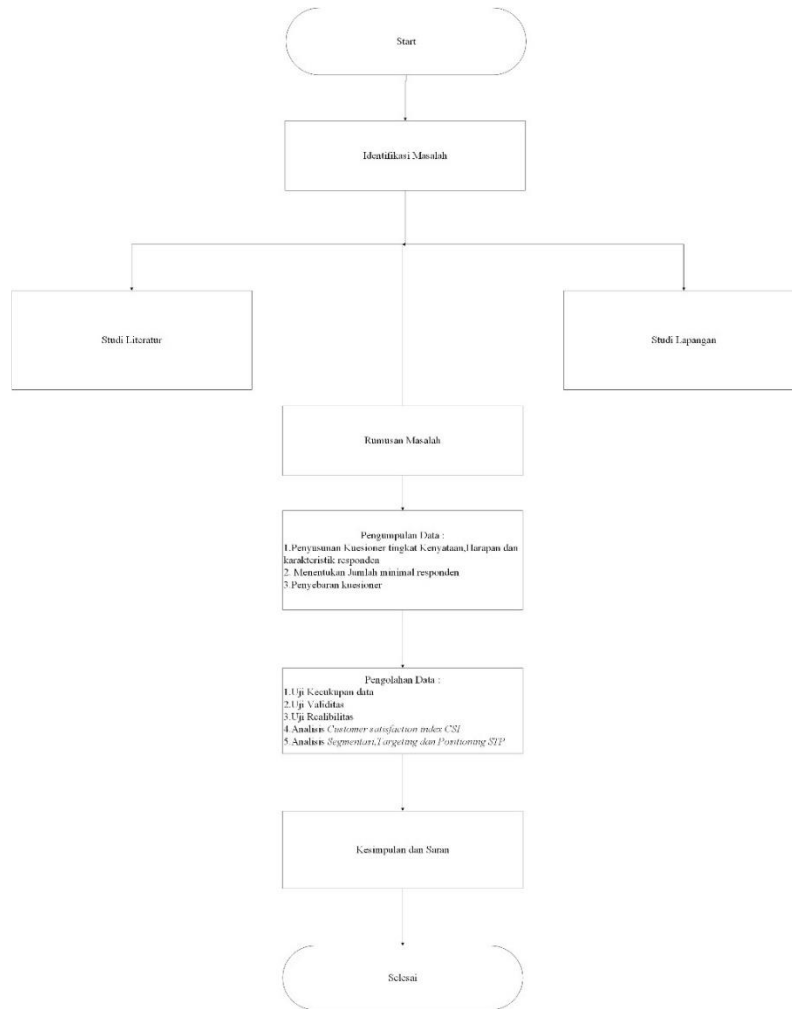 Start
Identifikasi Masalah
Studi Literatur
Studi Lapangan
Rumusan Masalah
Pengumpulan Data :
1.Penyusunan Kuesioner tingkat Kenyataan,Harapan dan
karakteristik responden
2. Menentukan Jumlah minimal responden
3.Penyebaran kuesioner
Pengolahan Data :
1.Uji Kecukupan data
2.Uji Validitas
3.Uji Realibilitas
4.Analisis Customer satisfaction index CSI
5.Analisis Segmentasi,Targeting dan Positioning STP
Kesimpulan dan Saran
Selesai